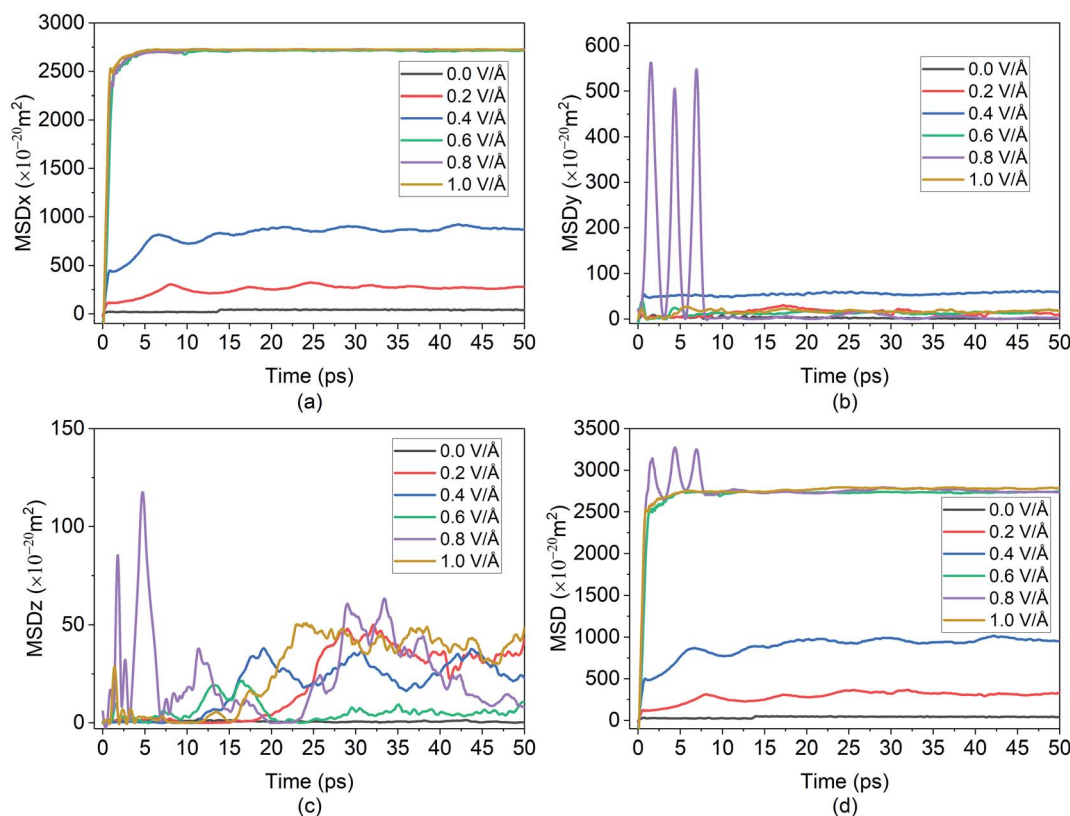 3000
2500
2000
1500
1000
500
0
MSDx (×10⁻²⁰m²)
0.0 V/Å
0.2 V/Å
0.4 V/Å
0.6 V/Å
0.8 V/Å
1.0 V/Å
0 5 10 15 20 25 30 35 40 45 50
Time (ps)
(a)
600
500
400
300
200
100
0
MSDy (×10⁻²⁰m²)
0.0 V/Å
0.2 V/Å
0.4 V/Å
0.6 V/Å
0.8 V/Å
1.0 V/Å
0 5 10 15 20 25 30 35 40 45 50
Time (ps)
(b)
150
100
50
0
MSDz (×10⁻²⁰m²)
0.0 V/Å
0.2 V/Å
0.4 V/Å
0.6 V/Å
0.8 V/Å
1.0 V/Å
0 5 10 15 20 25 30 35 40 45 50
Time (ps)
(c)
3500
3000
2500
2000
1500
1000
500
0
MSD (×10⁻²⁰m²)
0.0 V/Å
0.2 V/Å
0.4 V/Å
0.6 V/Å
0.8 V/Å
1.0 V/Å
0 5 10 15 20 25 30 35 40 45 50
Time (ps)
(d)